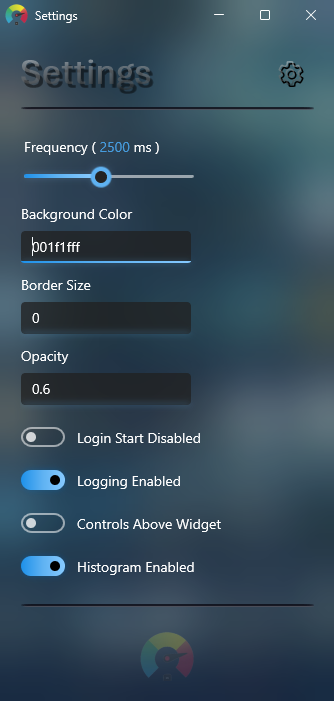 Settings
Settings
Frequency ( 2500 ms )
Background Color
001f1fff
Border Size
0
Opacity
0.6
Login Start Disabled
Logging Enabled
Controls Above Widget
Histogram Enabled